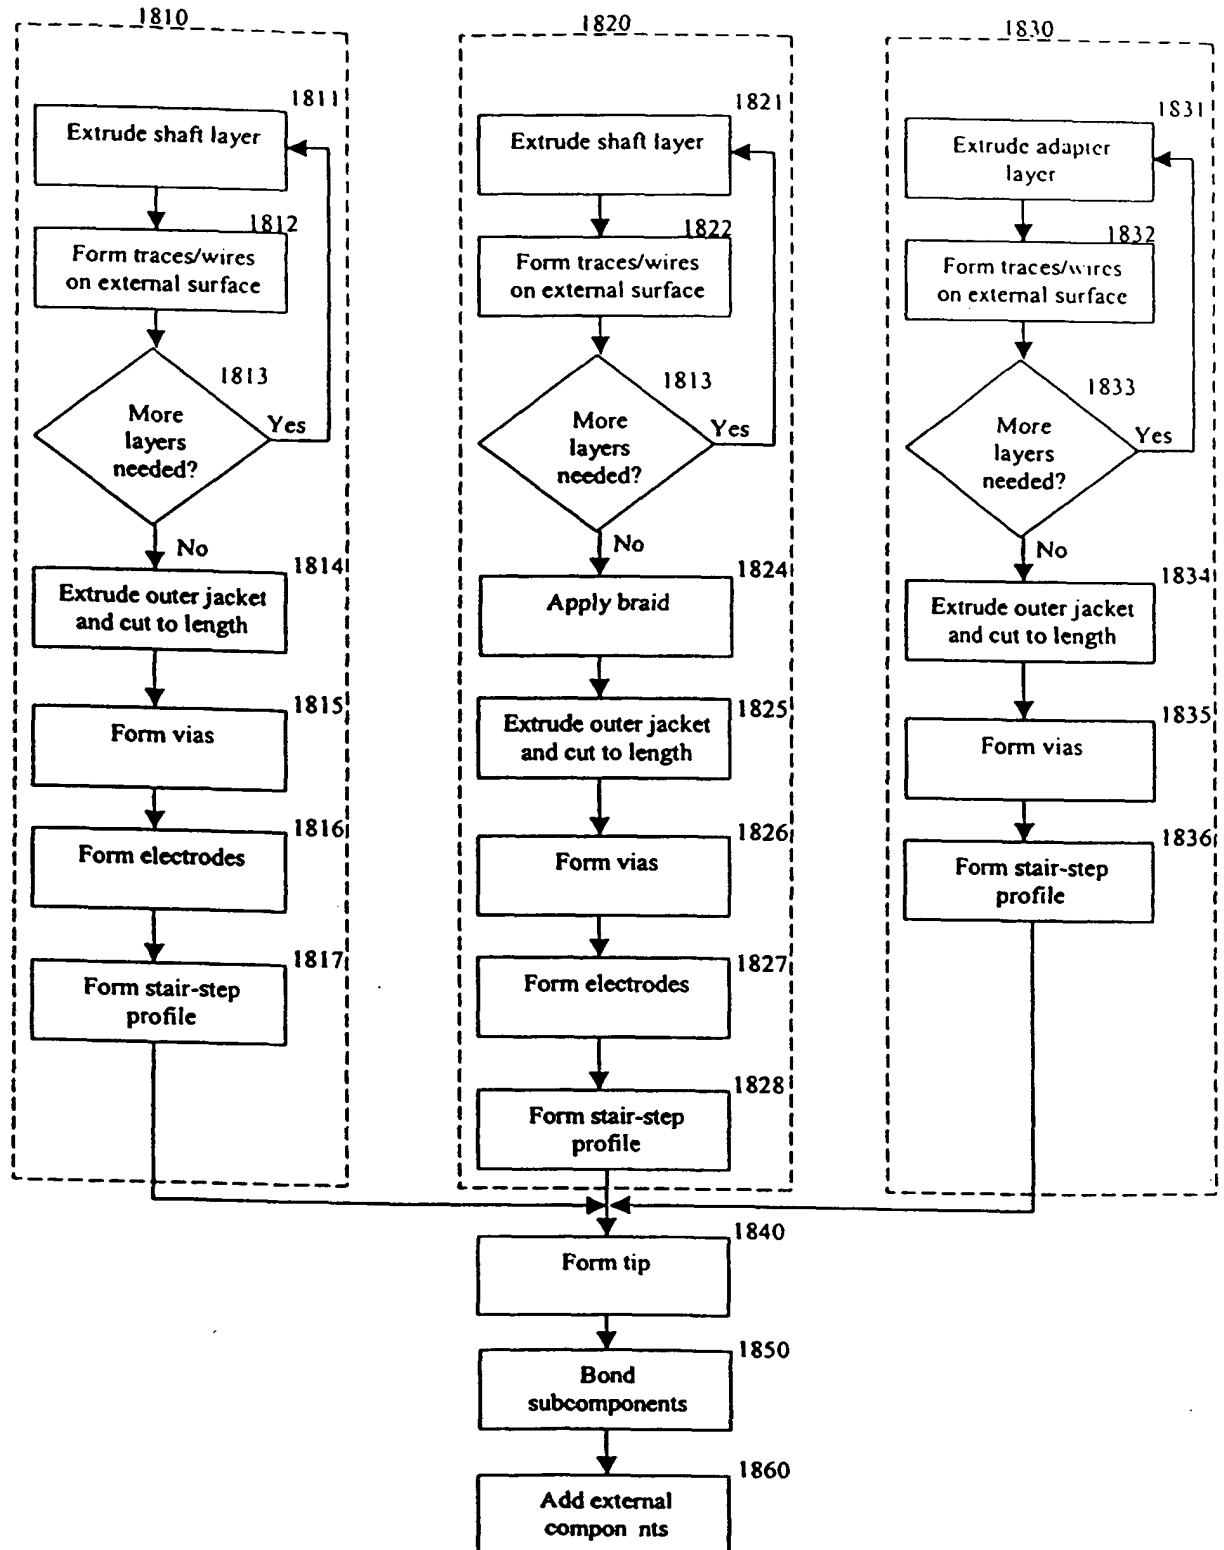 1810
1811
Extrude shaft layer
1812
Form traces/wires
on external surface
1813
More
layers
needed?
Yes
No
1814
Extrude outer jacket
and cut to length
1815
Form vias
1816
Form electrodes
1817
Form stair-step
profile
1820
1821
Extrude shaft layer
1822
Form traces/wires
on external surface
1813
More
layers
needed?
Yes
No
1824
Apply braid
1825
Extrude outer jacket
and cut to length
1826
Form vias
1827
Form electrodes
1828
Form stair-step
profile
1830
1831
Extrude adapter
layer
1832
Form traces/wires
on external surface
1833
More
layers
needed?
Yes
No
1834
Extrude outer jacket
and cut to length
1835
Form vias
1836
Form stair-step
profile
1840
Form tip
1850
Bond
subcomponents
1860
Add external
compon nts